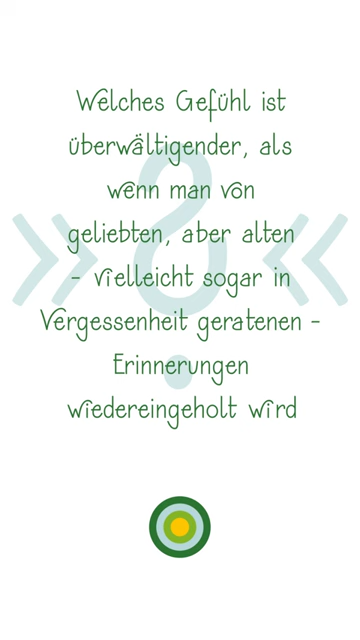 Welches Gefühl ist
überwältigender, als
wenn man von
geliebten, aber alten
- vielleicht sogar in
Vergessenheit geratenen -
Erinnerungen
wiedereingeholt wird
» ? «